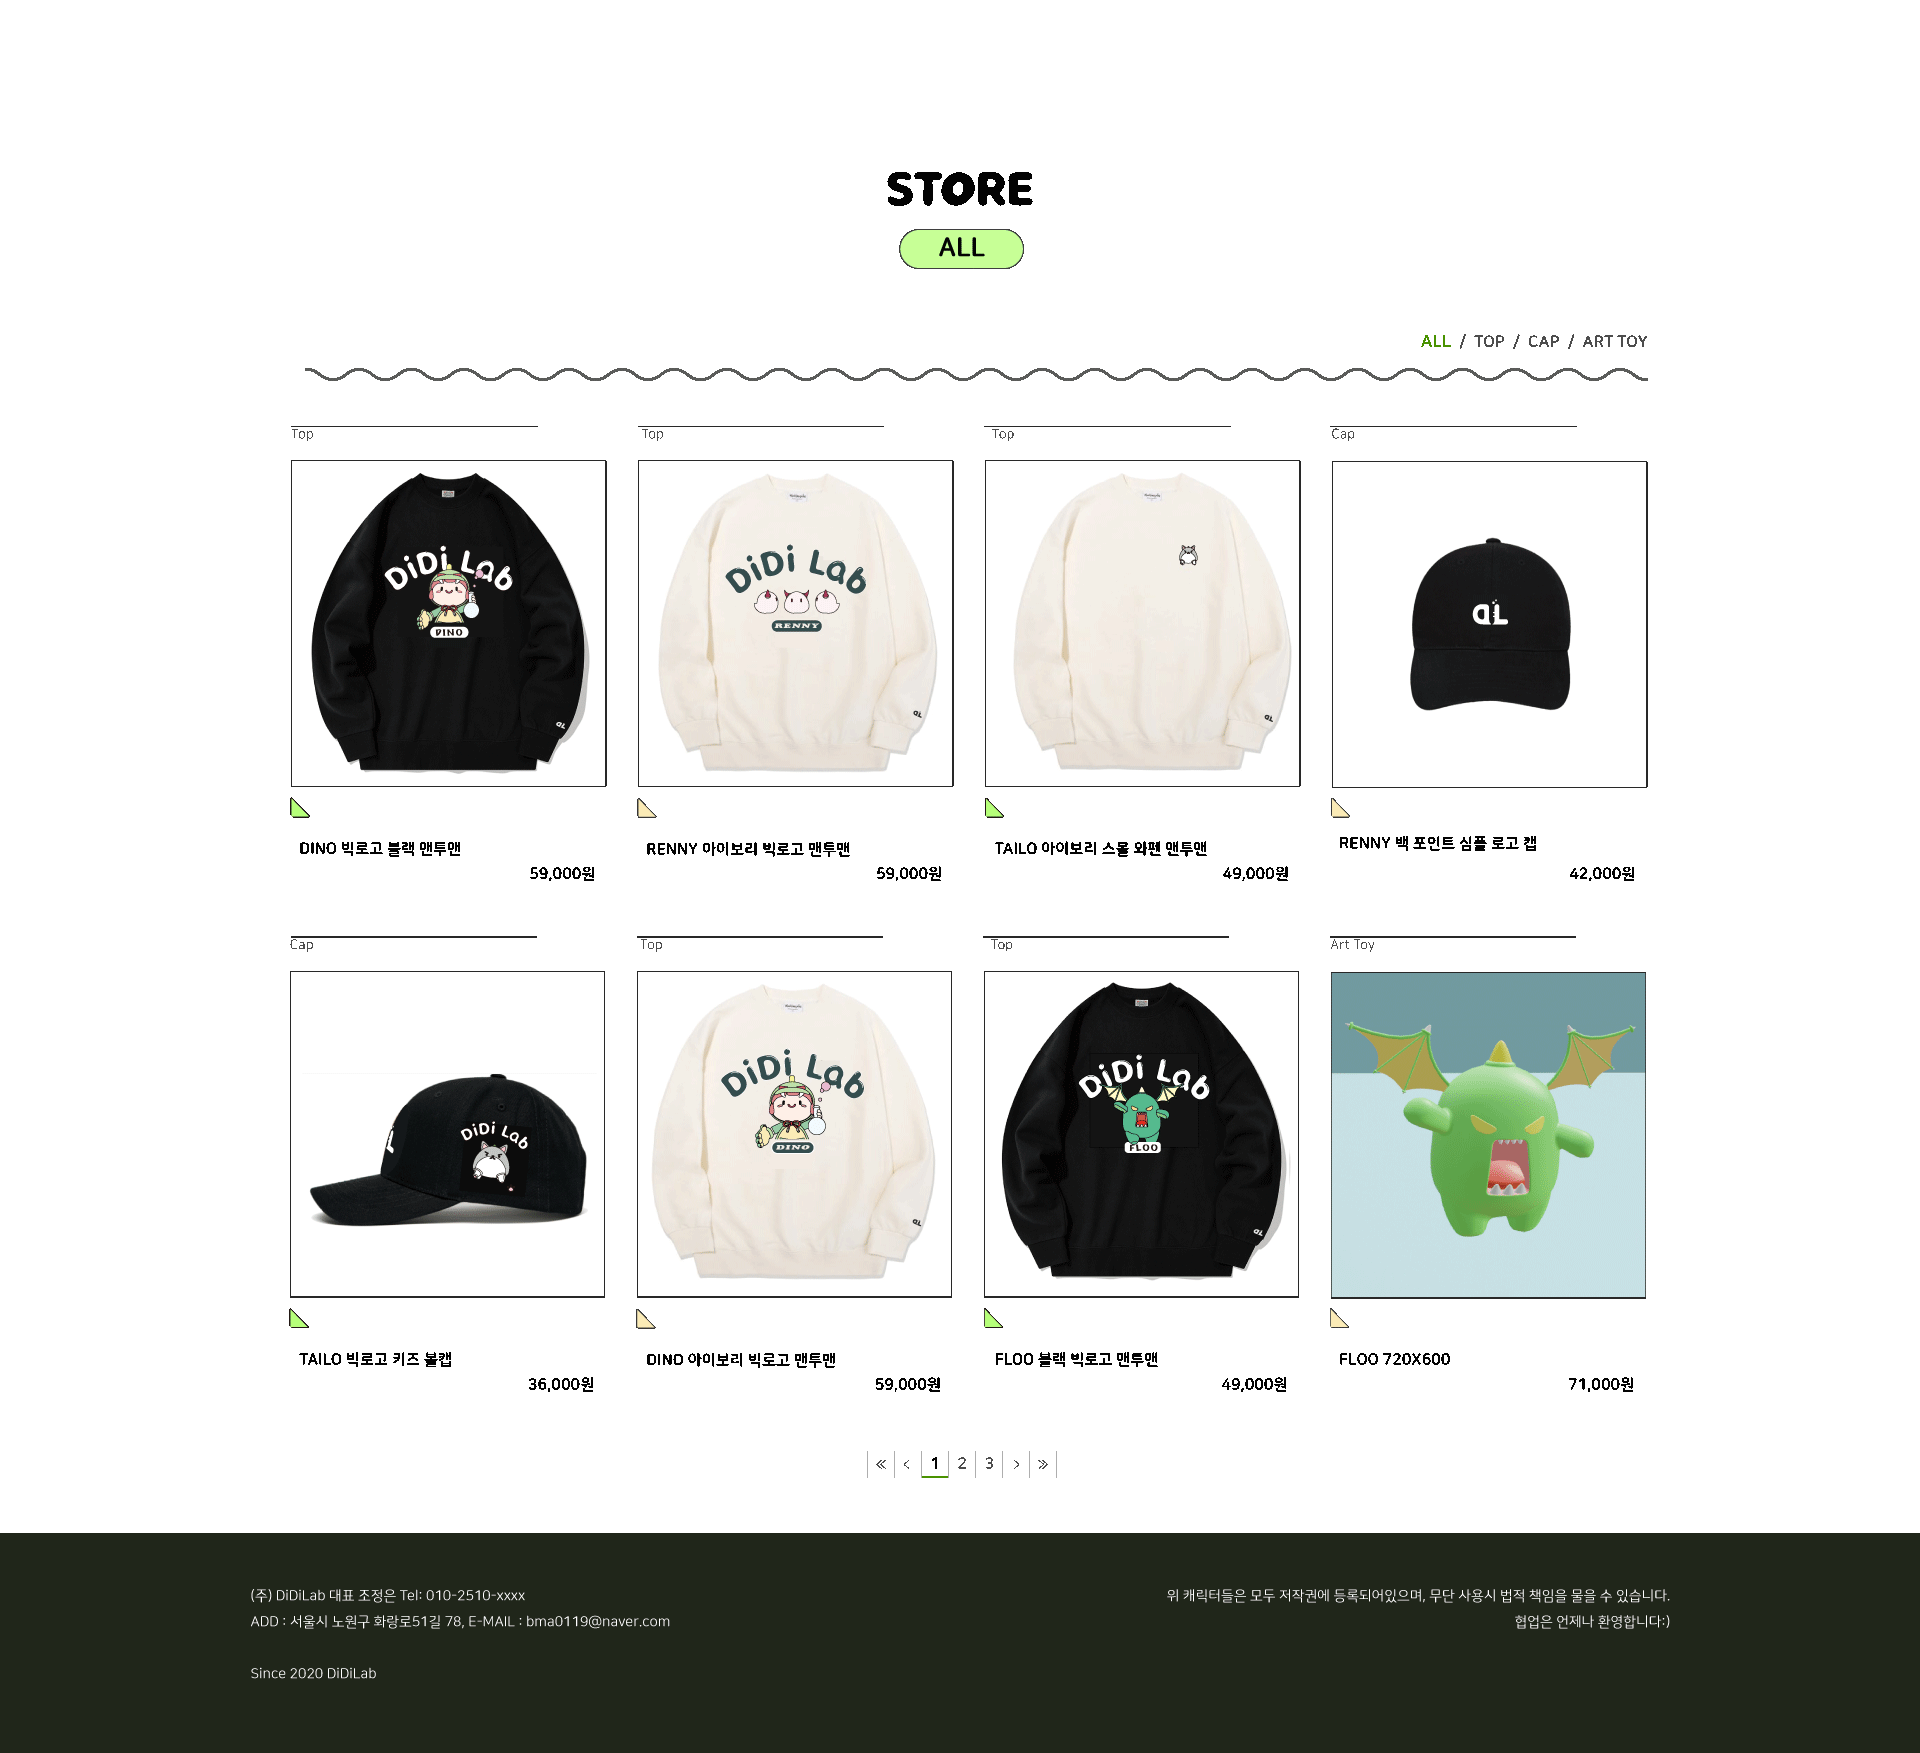 STORE
ALL
ALL / TOP / CAP / ART TOY
Top
Top
Top
Cap
DiDi Lab
DINO
DiDi Lab
RENNY
DL
DL
DL
DL
DINO 빅로고 블랙 맨투맨
RENNY 아이보리 빅로고 맨투맨
TAILO 아이보리 스몰 와펜 맨투맨
RENNY 백 포인트 심플 로고 캡
59,000원
59,000원
49,000원
42,000원
Cap
Top
Top
Art Toy
DiDi Lab
DiDi Lab
DINO
DiDi Lab
FLOO
DL
DL
TAILO 빅로고 키즈 볼캡
DINO 아이보리 빅로고 맨투맨
FLOO 블랙 빅로고 맨투맨
FLOO 720X600
36,000원
59,000원
49,000원
71,000원
« < 1 2 3 > »
(주) DiDiLab 대표 조정은 Tel: 010-2510-xxxx
ADD : 서울시 노원구 화랑로51길 78, E-MAIL : bma0119@naver.com
Since 2020 DiDiLab
위 캐릭터들은 모두 저작권에 등록되어있으며, 무단 사용시 법적 책임을 물을 수 있습니다.
협업은 언제나 환영합니다:)